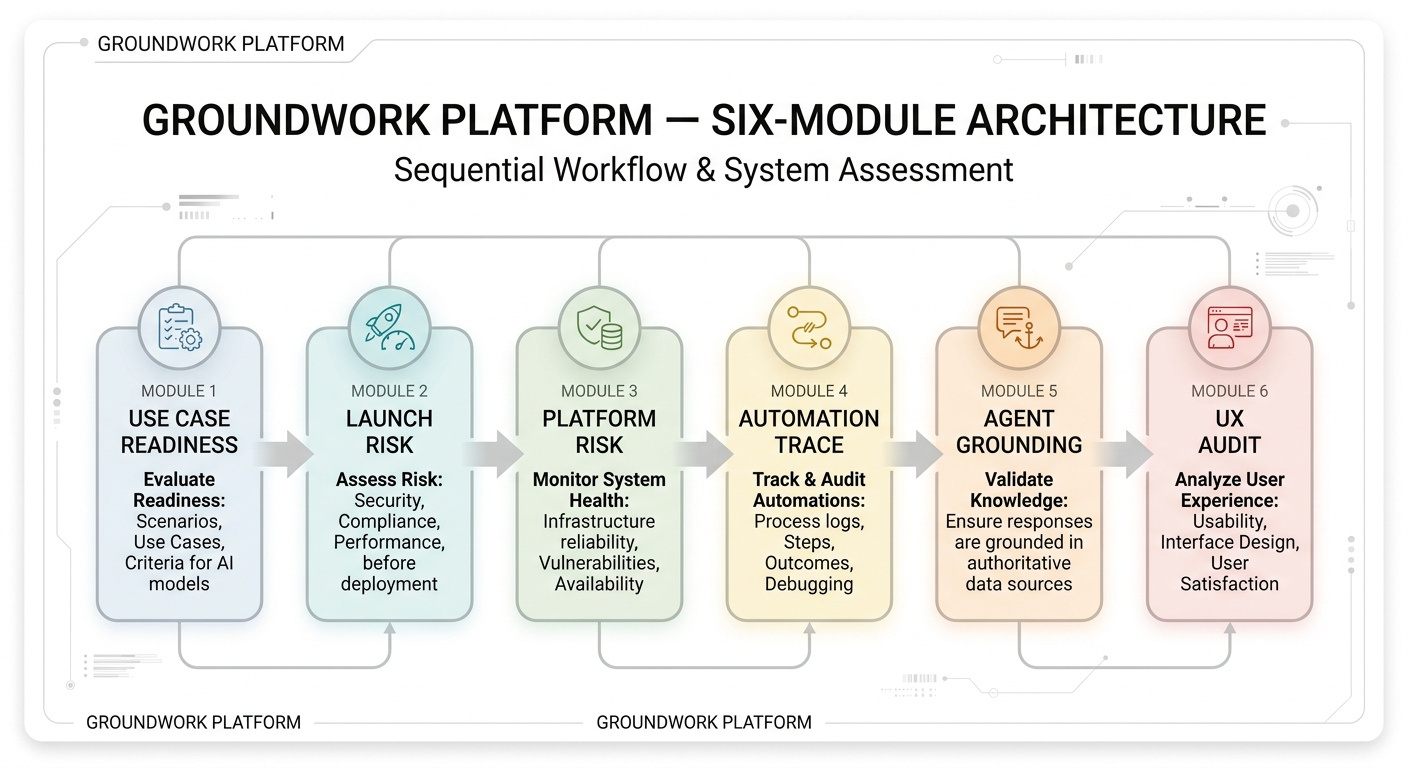 GROUNDWORK PLATFORM
GROUNDWORK PLATFORM — SIX-MODULE ARCHITECTURE
Sequential Workflow & System Assessment
MODULE 1
USE CASE
READINESS
Evaluate
Readiness:
Scenarios,
Use Cases,
Criteria for AI
models
MODULE 2
LAUNCH
RISK
Assess Risk:
Security,
Compliance,
Performance,
before
deployment
MODULE 3
PLATFORM
RISK
Monitor System
Health:
Infrastructure
reliability,
Vulnerabilities,
Availability
MODULE 4
AUTOMATION
TRACE
Track & Audit
Automations:
Process logs,
Steps,
Outcomes,
Debugging
MODULE 5
AGENT
GROUNDING
Validate
Knowledge:
Ensure responses
are grounded in
authoritative
data sources
MODULE 6
UX
AUDIT
Analyze User
Experience:
Usability,
Interface Design,
User
Satisfaction
GROUNDWORK PLATFORM
GROUNDWORK PLATFORM